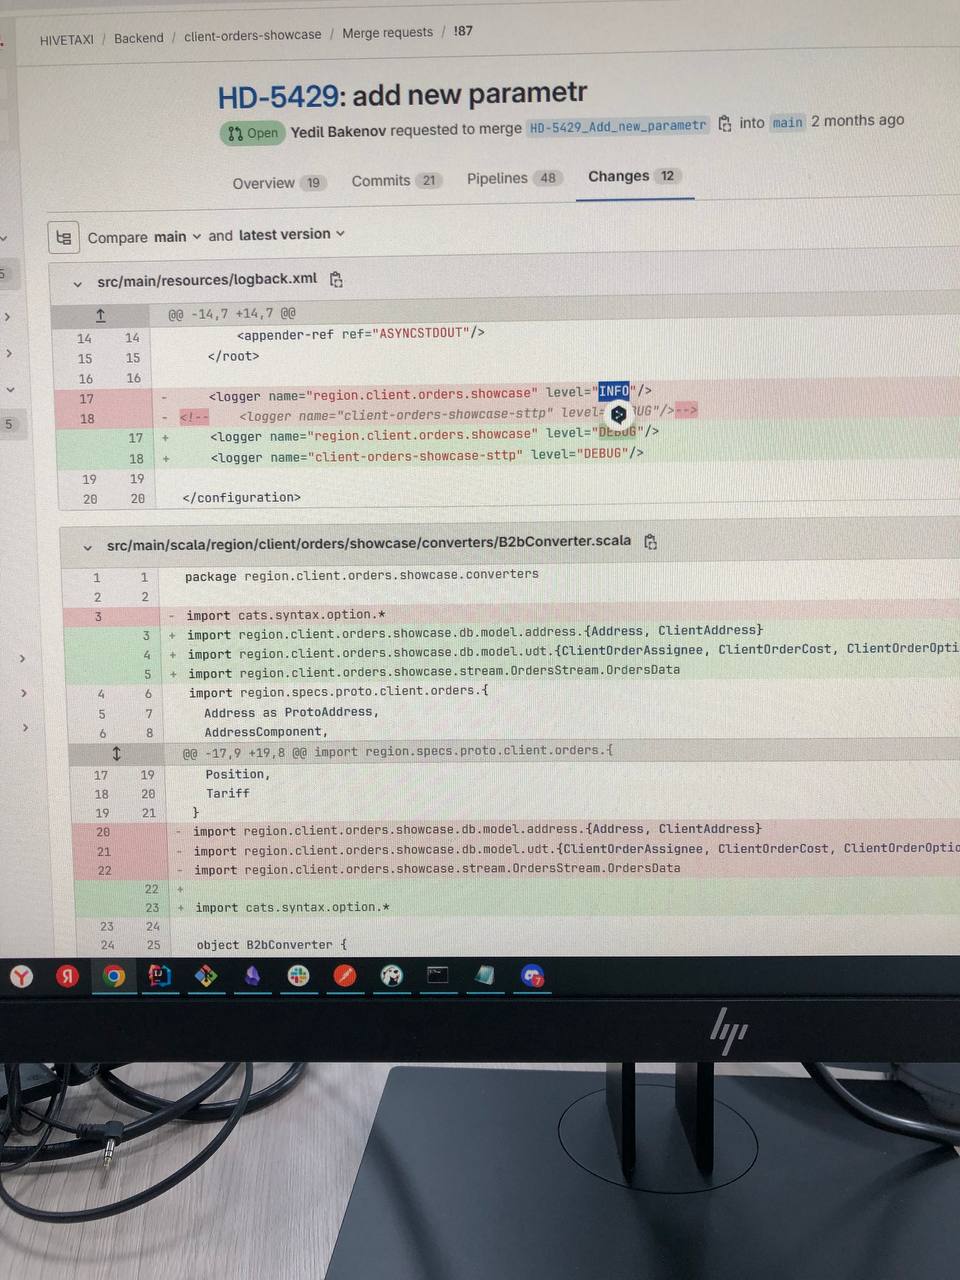 HIVETAXI / Backend / client-orders-showcase / Merge requests / !87
HD-5429: add new parametr
Open Yedil Bakenov requested to merge HD-5429_Add_new_parametr into main 2 months ago
Overview 19 Commits 21 Pipelines 48 Changes 12
Compare main and latest version
src/main/resources/logback.xml
@@ -14,7 +14,7 @@
14 14 <appender-ref ref="ASYNCSTDOUT"/>
15 15 </root>
16 16
17 - <logger name="region.client.orders.showcase" level="INFO"/>
18 - <!-- <logger name="client-orders-showcase-sttp" level= UG"/>-->
17 + <logger name="region.client.orders.showcase" level="DEBUG"/>
18 + <logger name="client-orders-showcase-sttp" level="DEBUG"/>
19 19
20 20 </configuration>
src/main/scala/region/client/orders/showcase/converters/B2bConverter.scala
1 1 package region.client.orders.showcase.converters
2 2
3 - import cats.syntax.option.*
3 + import region.client.orders.showcase.db.model.address.{Address, ClientAddress}
4 + import region.client.orders.showcase.db.model.udt.{ClientOrderAssignee, ClientOrderCost, ClientOrderOpti
5 + import region.client.orders.showcase.stream.OrdersStream.OrdersData
4 6 import region.specs.proto.client.orders.{
5 7 Address as ProtoAddress,
6 8 AddressComponent,
@@ -17,9 +19,8 @@ import region.specs.proto.client.orders.{
17 19 Position,
18 20 Tariff
19 21 }
20 - import region.client.orders.showcase.db.model.address.{Address, ClientAddress}
21 - import region.client.orders.showcase.db.model.udt.{ClientOrderAssignee, ClientOrderCost, ClientOrderOptio
22 - import region.client.orders.showcase.stream.OrdersStream.OrdersData
22 +
23 + import cats.syntax.option.*
23 24
24 25 object B2bConverter {
5
5
Y Я IJ 7
hp